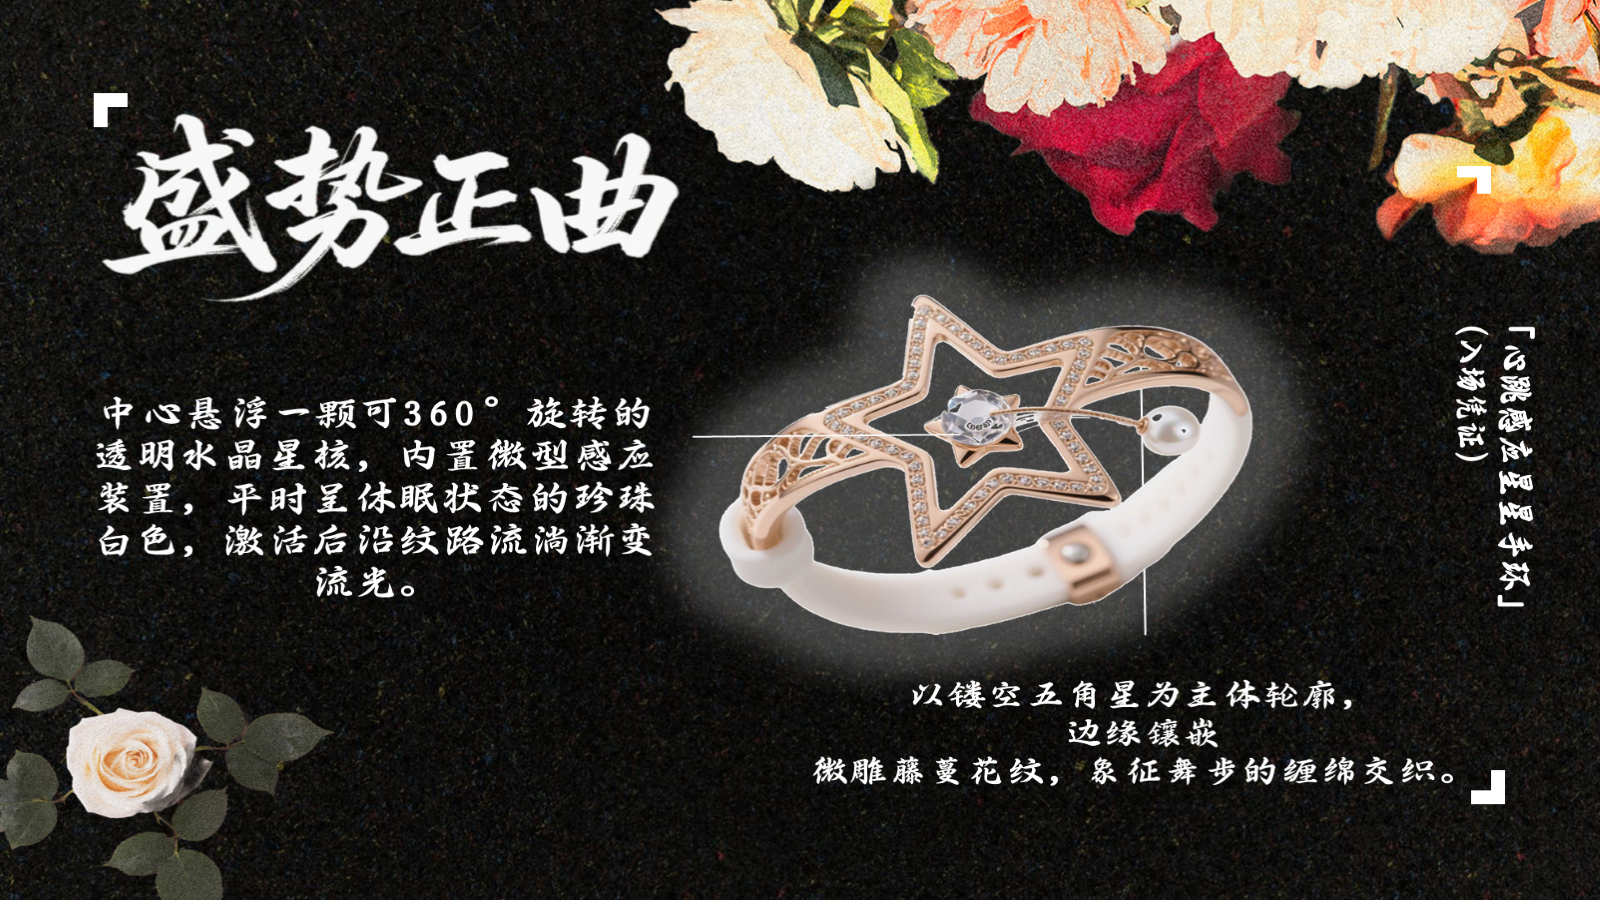 盛势正曲
中心悬浮一颗可360°旋转的
透明水晶星核，内置微型感应
装置，平时呈休眠状态的珍珠
白色，激活后沿纹路流淌渐变
流光。
「心跳感应星星手环」
(入场凭证)
以镂空五角星为主体轮廓，
边缘镶嵌
微雕藤蔓花纹，象征舞步的缠绵交织。